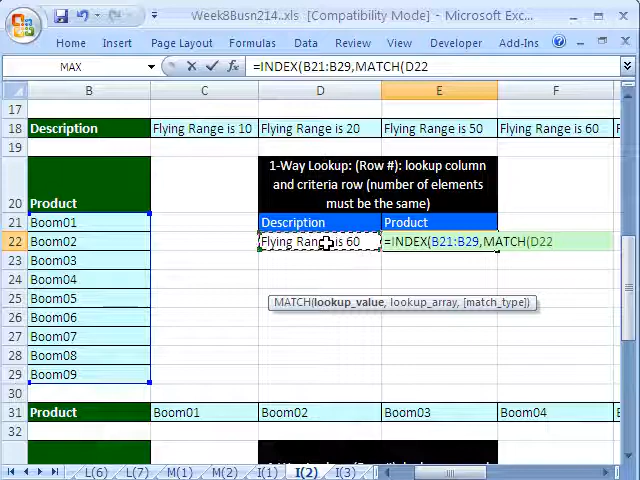 Week8Busn214..xls [Compatibility Mode] - Microsoft Exc...
Home Insert Page Layout Formulas Data Review View Developer Add-Ins
MAX =INDEX(B21:B29,MATCH(D22
B C D E F
17
18 Description Flying Range is 10 Flying Range is 20 Flying Range is 50 Flying Range is 60
19
1-Way Lookup: (Row #): lookup column
and criteria row (number of elements
20 Product must be the same)
21 Boom01 Description Product
22 Boom02 Flying Range is 60 =INDEX(B21:B29,MATCH(D22
23 Boom03
24 Boom04
25 Boom05
MATCH(lookup_value, lookup_array, [match_type])
26 Boom06
27 Boom07
28 Boom08
29 Boom09
30
31 Product Boom01 Boom02 Boom03 Boom04
32
L(6) L(7) M(1) M(2) I(1) I(2) I(3)